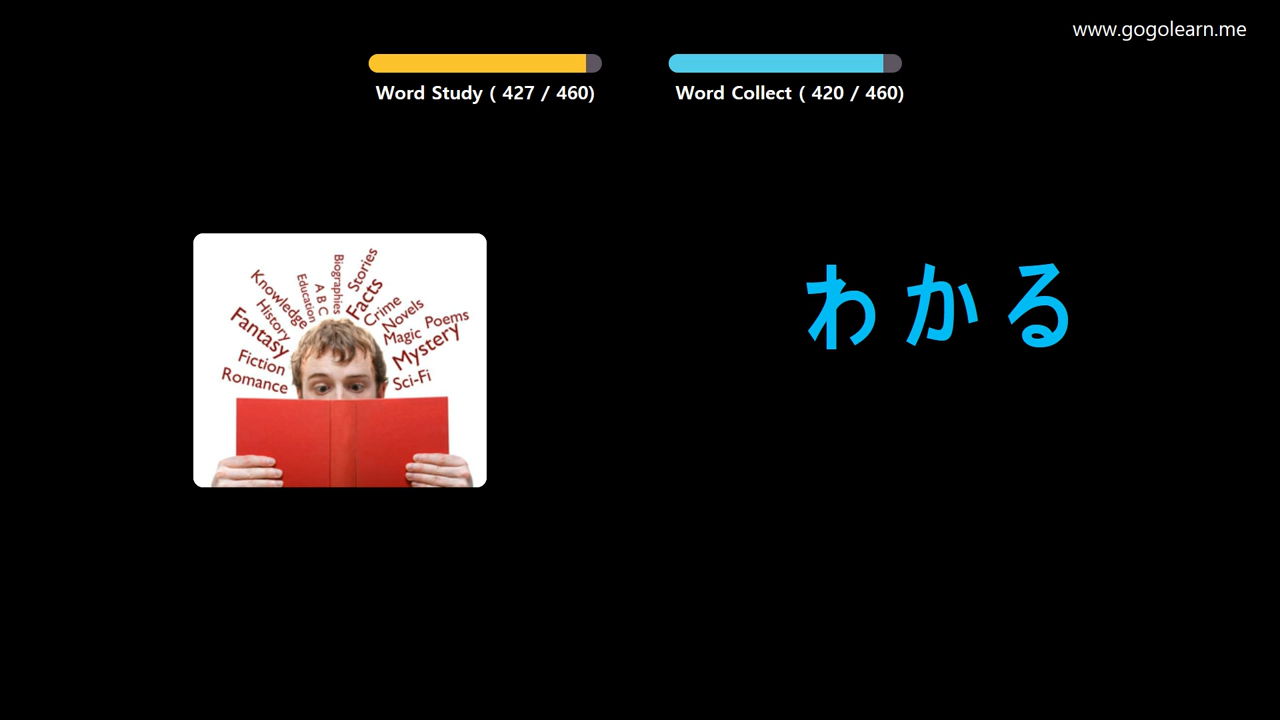 www.gogolearn.me
Word Study ( 427 / 460)
Word Collect ( 420 / 460)
わかる
Knowledge
History
Fantasy
Fiction
Romance
Education
A B C
Biographies
Stories
Facts
Crime
Novels
Magic
Poems
Mystery
Sci-Fi